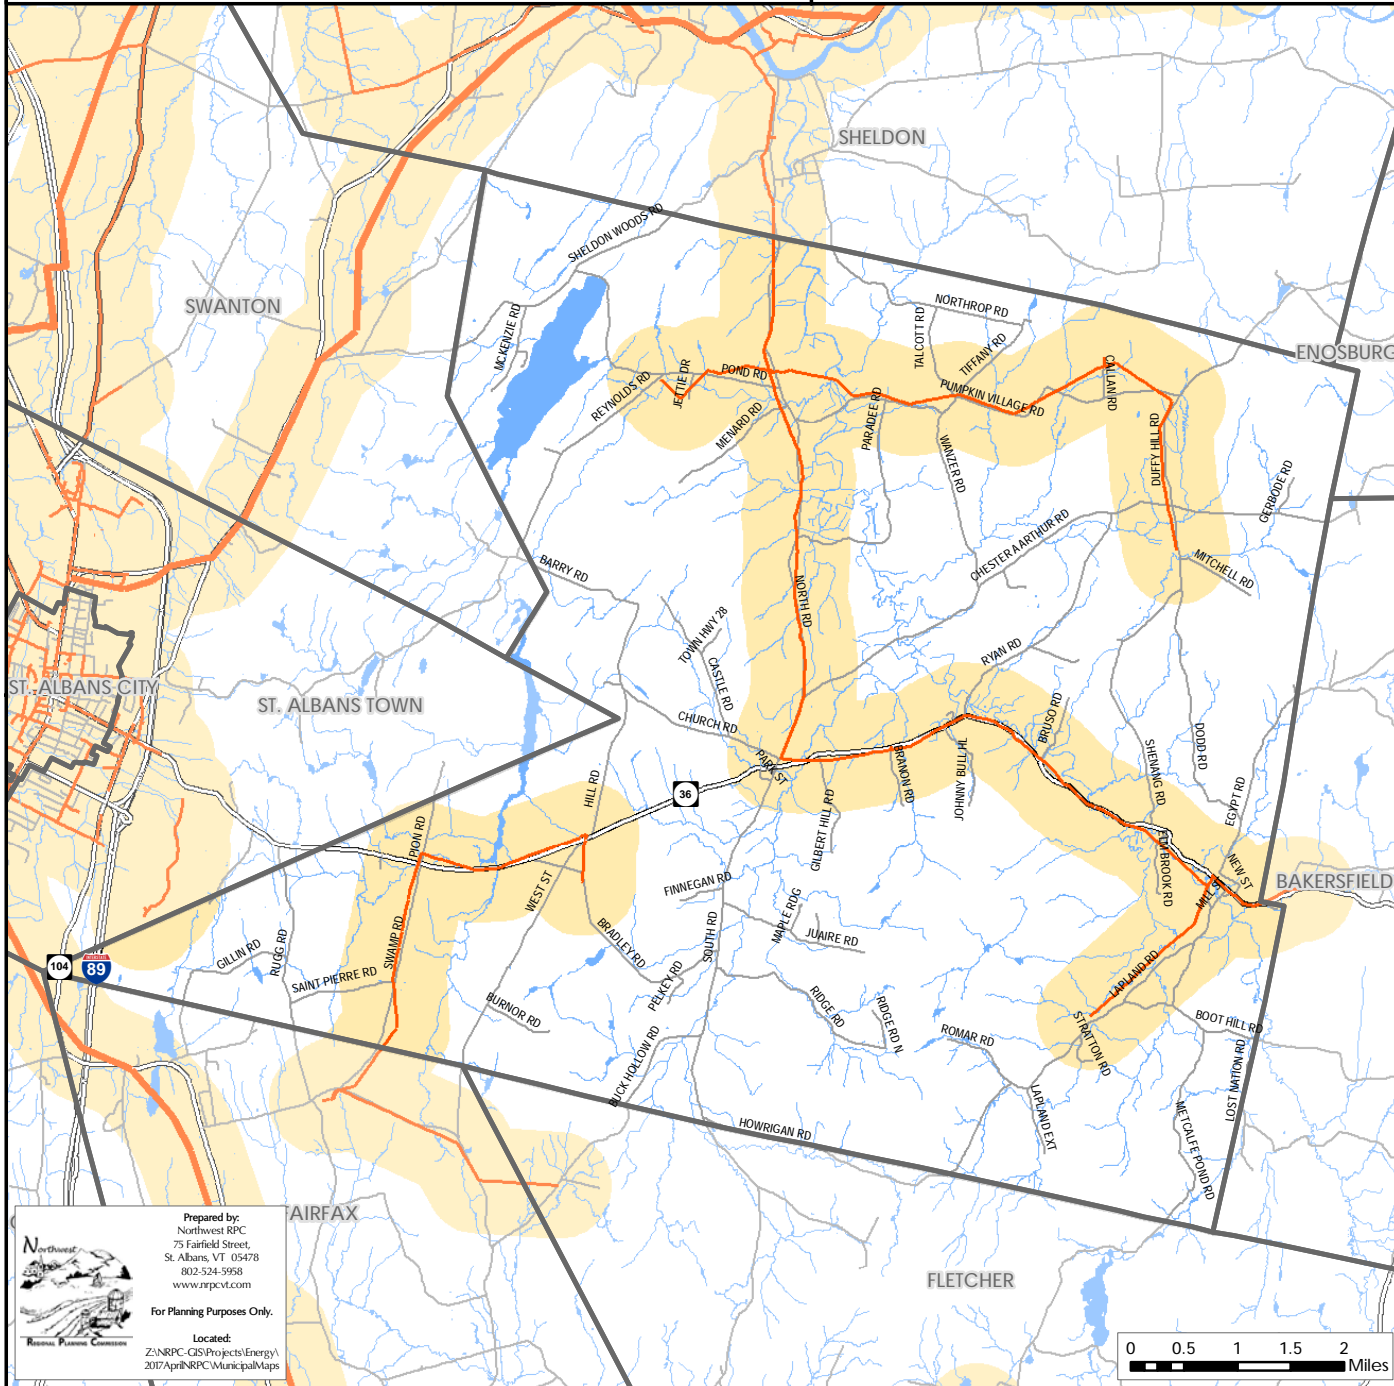 SHELDON
SHELDON WOODS RD
SWANTON
MCKENZIE RD
NORTHROP RD
TALCOTT RD
TIFFANY RD
ENOSBURG
CALLAN RD
POND RD
JETTIE DR
REYNOLDS RD
PUMPKIN VILLAGE RD
MENARD RD
PARADEE RD
WANZER RD
DUFFY HILL RD
GERBODE RD
CHESTER A ARTHUR RD
BARRY RD
MITCHELL RD
NORTH RD
TOWN HWY 28
CASTLE RD
RYAN RD
ST. ALBANS CITY
ST. ALBANS TOWN
CHURCH RD
BRUSO RD
DODD RD
SHENANG RD
PARK ST
BRANON RD
JOHNNY BULL HL
HILL RD
36
EGYPT RD
GILBERT HILL RD
PION RD
ELM BROOK RD
NEW ST
MILL ST
BAKERSFIELD
WEST ST
FINNEGAN RD
MAPLE RDG
JUAIRE RD
SOUTH RD
BRADLEY RD
SWAMP RD
GILLIN RD
RUGG RD
104
89
SAINT PIERRE RD
PELKEY RD
LAPLAND RD
BURNOR RD
RIDGE RD
RIDGE RD N
ROMAR RD
STRATTON RD
BOOT HILL RD
BUCK HOLLOW RD
LOST NATION RD
LAPLAND EXT
METCALFE POND RD
HOWRIGAN RD
FAIRFAX
FLETCHER
Northwest
REGIONAL PLANNING COMMISSION
Prepared by:
Northwest RPC
75 Fairfield Street,
St. Albans, VT 05478
802-524-5958
www.nrpcvt.com
For Planning Purposes Only.
Located:
Z:\NRPC-GIS\Projects\Energy\
2017AprilNRPC\MunicipalMaps
0 0.5 1 1.5 2
Miles